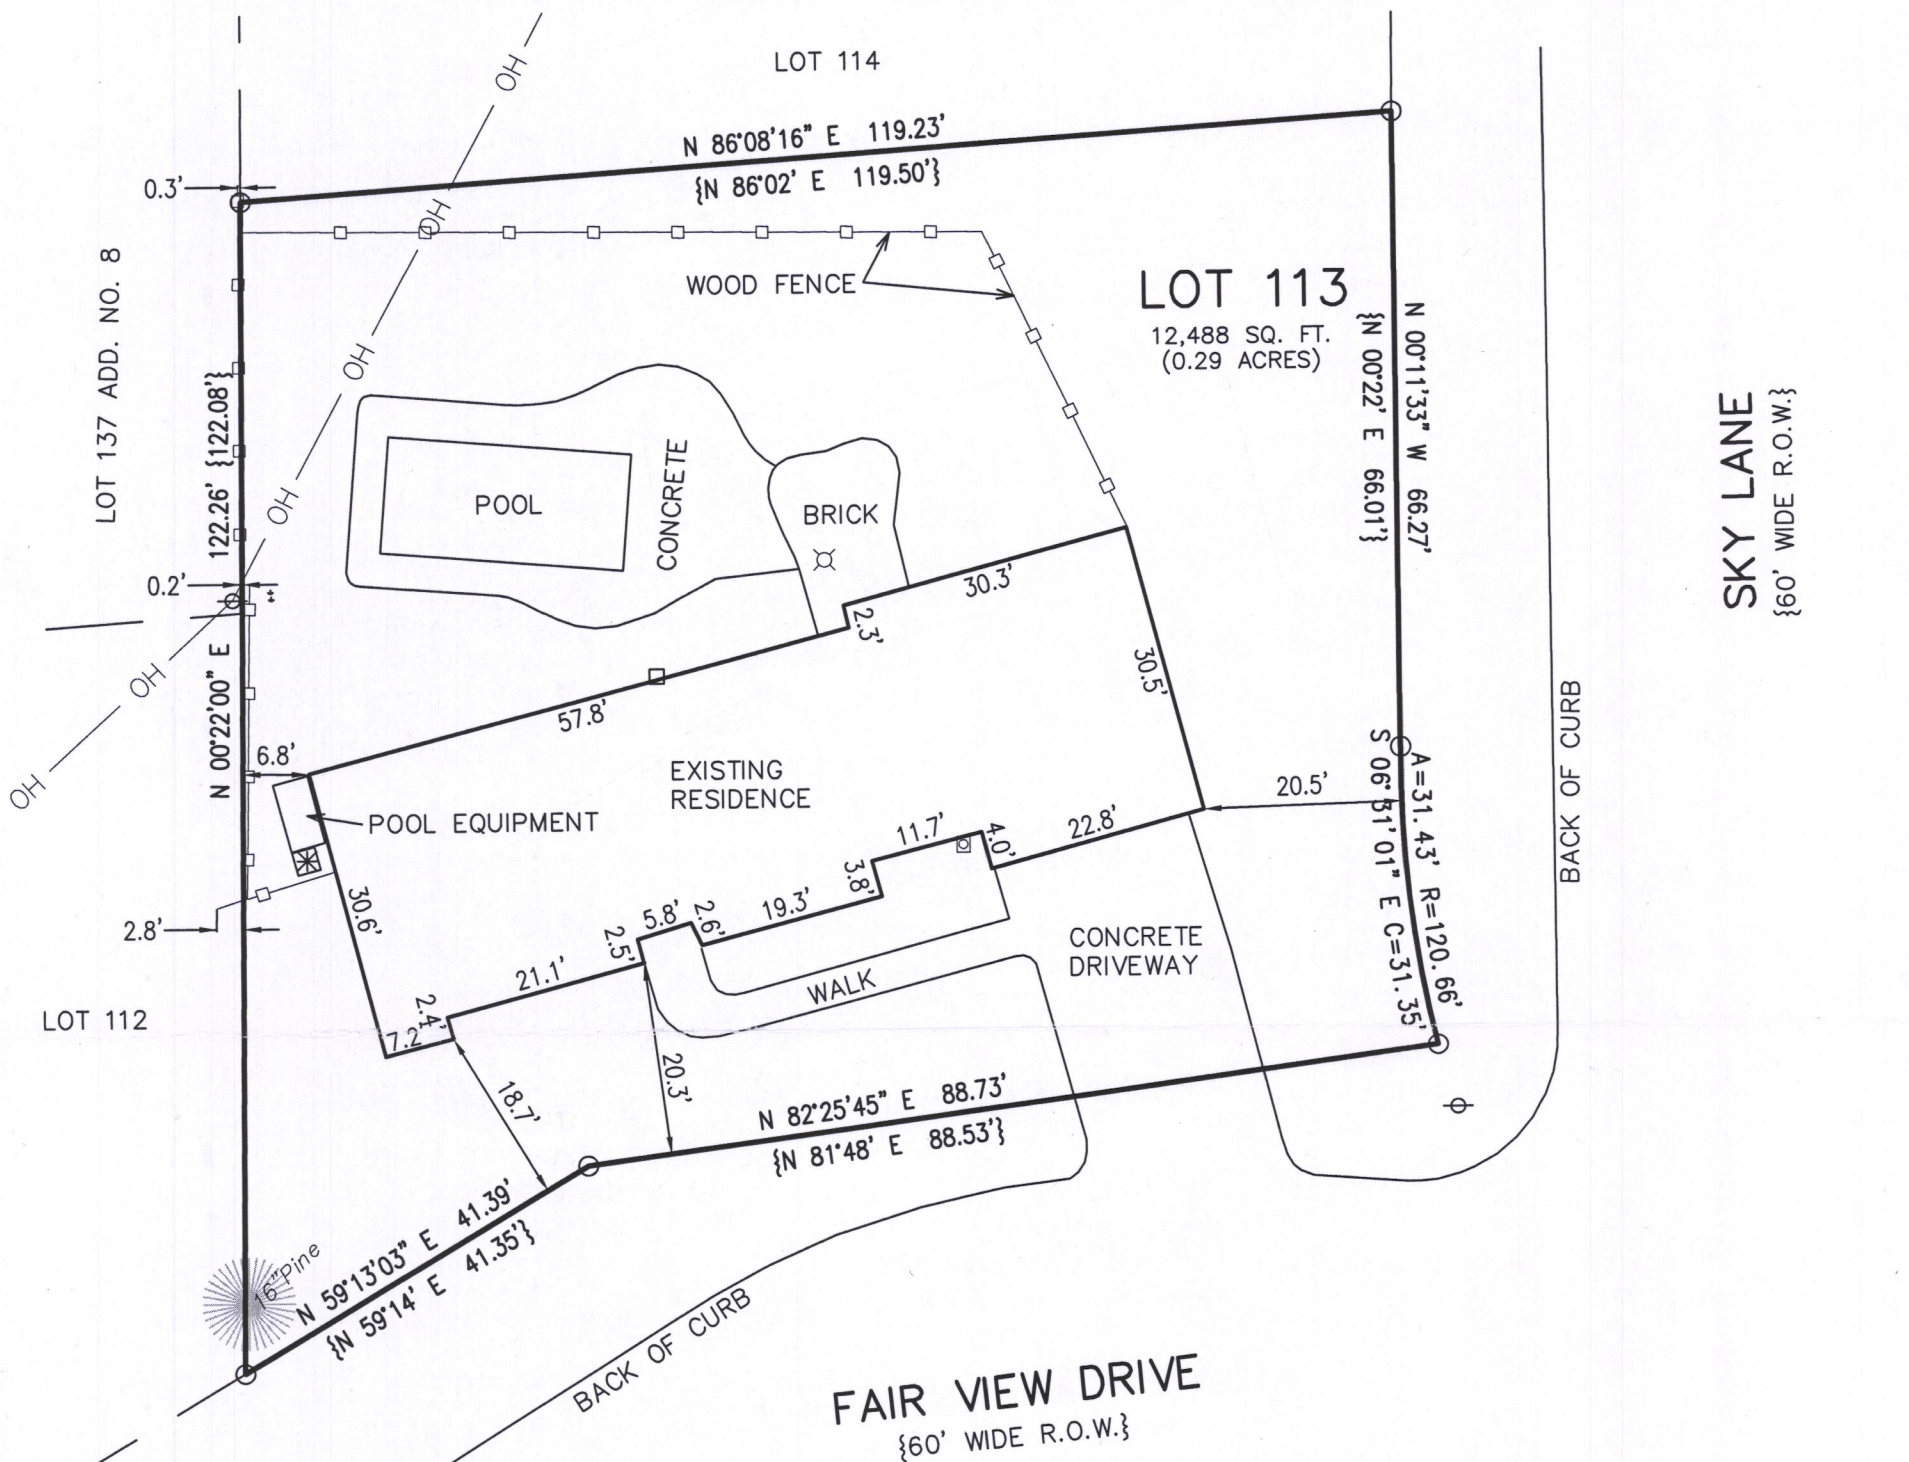 LOT 114
OH
N 86°08'16" E 119.23'
{N 86°02' E 119.50'}
0.3'
OH
WOOD FENCE
LOT 113
12,488 SQ. FT.
(0.29 ACRES)
LOT 137 ADD. NO. 8
OH
N 00°11'33" W 66.27'
{N 00°22' E 66.01'}
SKY LANE
{60' WIDE R.O.W.}
N 00°22'00" E 122.26' {122.08'}
OH
POOL
CONCRETE
BRICK
0.2'
30.3'
2.3'
OH
57.8'
30.5'
6.8'
OH
EXISTING
RESIDENCE
POOL EQUIPMENT
20.5'
A=31.43' R=120.66'
S 06°31'01" E C=31.35'
BACK OF CURB
11.7'
4.0'
22.8'
3.8'
19.3'
5.8'
2.6'
2.5'
30.6'
2.8'
21.1'
CONCRETE
DRIVEWAY
WALK
LOT 112
2.4'
7.2'
18.7'
20.3'
N 82°25'45" E 88.73'
{N 81°48' E 88.53'}
16"Pine
N 59°13'03" E 41.39'
{N 59°14' E 41.35'}
BACK OF CURB
FAIR VIEW DRIVE
{60' WIDE R.O.W.}